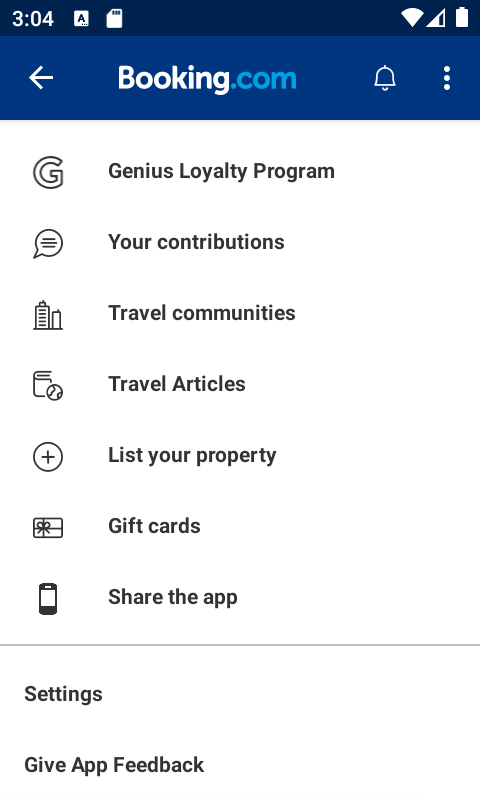 3:04
Booking.com
Genius Loyalty Program
Your contributions
Travel communities
Travel Articles
List your property
Gift cards
Share the app
Settings
Give App Feedback